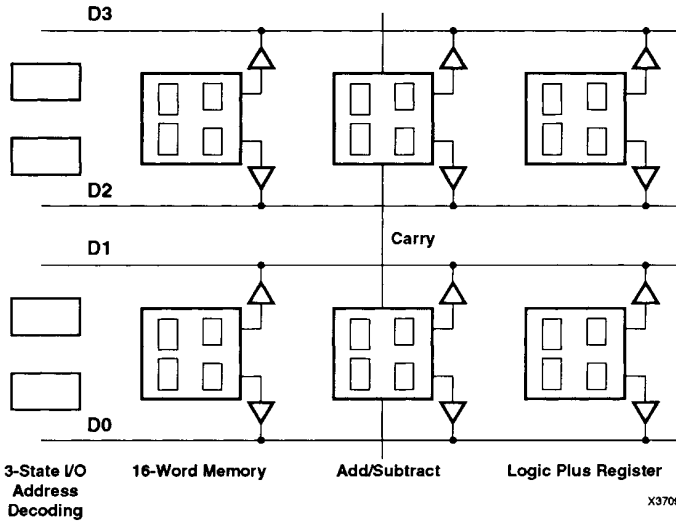 D3
D2
Carry
D1
D0
3-State I/O
Address
Decoding
16-Word Memory
Add/Subtract
Logic Plus Register